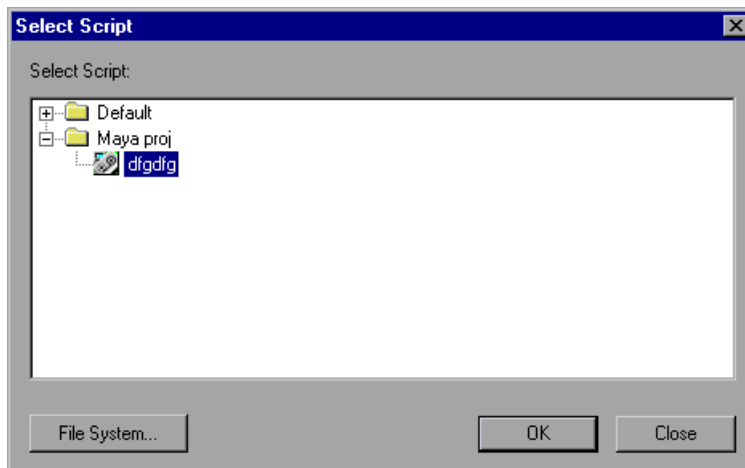 Select Script
Select Script:
Default
Maya proj
dfgdfg
File System... OK Close